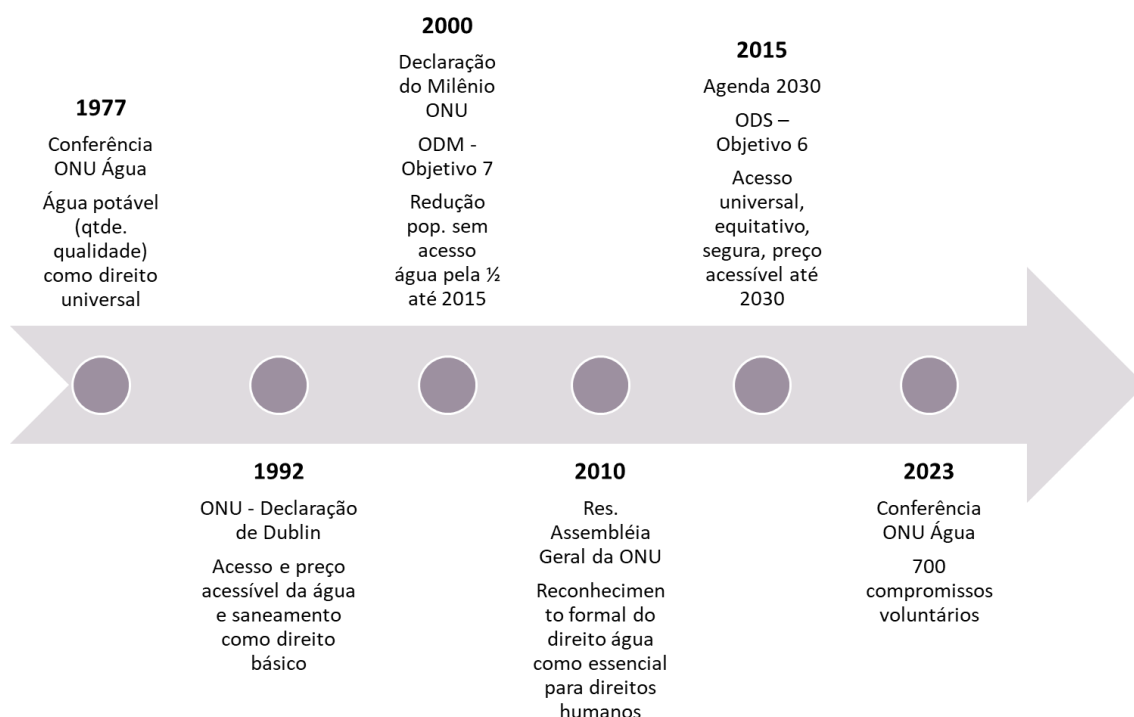 1977
Conferência
ONU Água
Água potável
(qtde.
qualidade)
como direito
universal
1992
ONU - Declaração
de Dublin
Acesso e preço
acessível da água
e saneamento
como direito
básico
2000
Declaração
do Milênio
ONU
ODM -
Objetivo 7
Redução
pop. sem
acesso
água pela ½
até 2015
2010
Res.
Assembléia
Geral da ONU
Reconhecimen
to formal do
direito água
como essencial
para direitos
humanos
2015
Agenda 2030
ODS –
Objetivo 6
Acesso
universal,
equitativo,
segura, preço
acessível até
2030
2023
Conferência
ONU Água
700
compromissos
voluntários